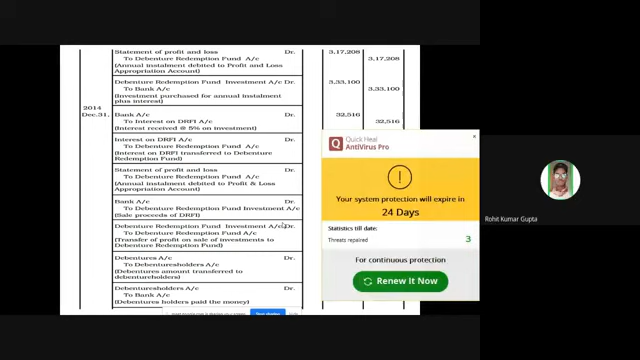 Statement of profit and loss Dr. 3,17,208
To Debenture Redemption Fund A/c 3,17,208
(Annual instalment debited to Profit and Loss
Appropriation Account)
Debenture Redemption Fund Investment A/c Dr. 3,33,100
To Bank A/c 3,33,100
(Investment purchased for annual instalment
plus interest)
2014
Dec.31. Bank A/c Dr. 32,516
To Interest on DRFI A/c 32,516
(Interest received @ 5% on investment)
Interest on DRFI A/c Dr.
To Debenture Redemption Fund A/c
(Interest on DRFI transferred to Debenture
Redemption Fund)
Statement of profit and loss Dr.
To Debenture Redemption Fund A/c
(Annual instalment debited to Profit & Loss
Appropriation Account)
Bank A/c Dr.
To Debenture Redemption Fund Investment A/c
(Sale proceeds of DRFI)
Debenture Redemption Fund Investment A/c Dr.
To Debenture Redemption Fund A/c
(Transfer of profit on sale of investments to
Debenture Redemption Fund)
Debentures A/c Dr.
To Debentureholders A/c
(Debentures amount transferred to
debentureholders)
Debentureholders A/c Dr.
To Bank A/c
(Debentures holders paid the money)
Quick Heal
AntiVirus Pro
Your system protection will expire in
24 Days
Statistics till date:
Threats repaired 3
For continuous protection
Renew It Now
Rohit Kumar Gupta